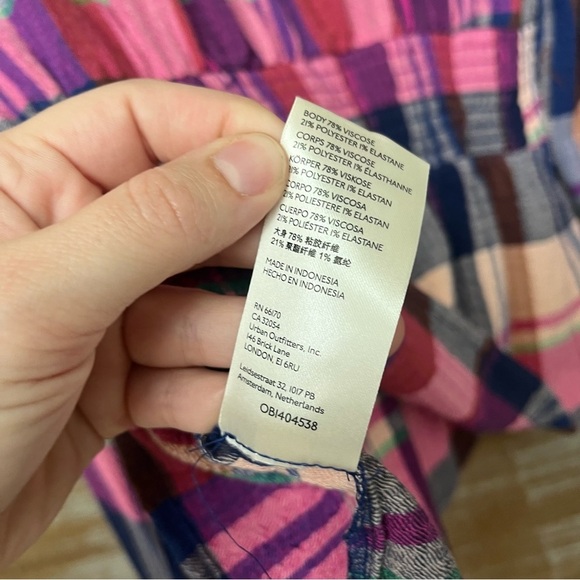 BODY 78% VISCOSE
21% POLYESTER 1% ELASTANE
CORPS 78% VISCOSE
21% POLYESTER 1% ÉLASTHANNE
KÖRPER 78% VISKOSE
21% POLYESTER 1% ELASTAN
CORPO 78% VISCOSA
21% POLIESTERE 1% ELASTAN
CUERPO 78% VISCOSA
21% POLIÉSTER 1% ELASTANE
大身 78% 粘胶纤维
21% 聚酯纤维 1% 氨纶
MADE IN INDONESIA
HECHO EN INDONESIA
RN 66170
CA 32054
Urban Outfitters, Inc.
146 Brick Lane
LONDON, E1 6RU
Leidsestraat 32, 1017 PB
Amsterdam, Netherlands
OB1404538